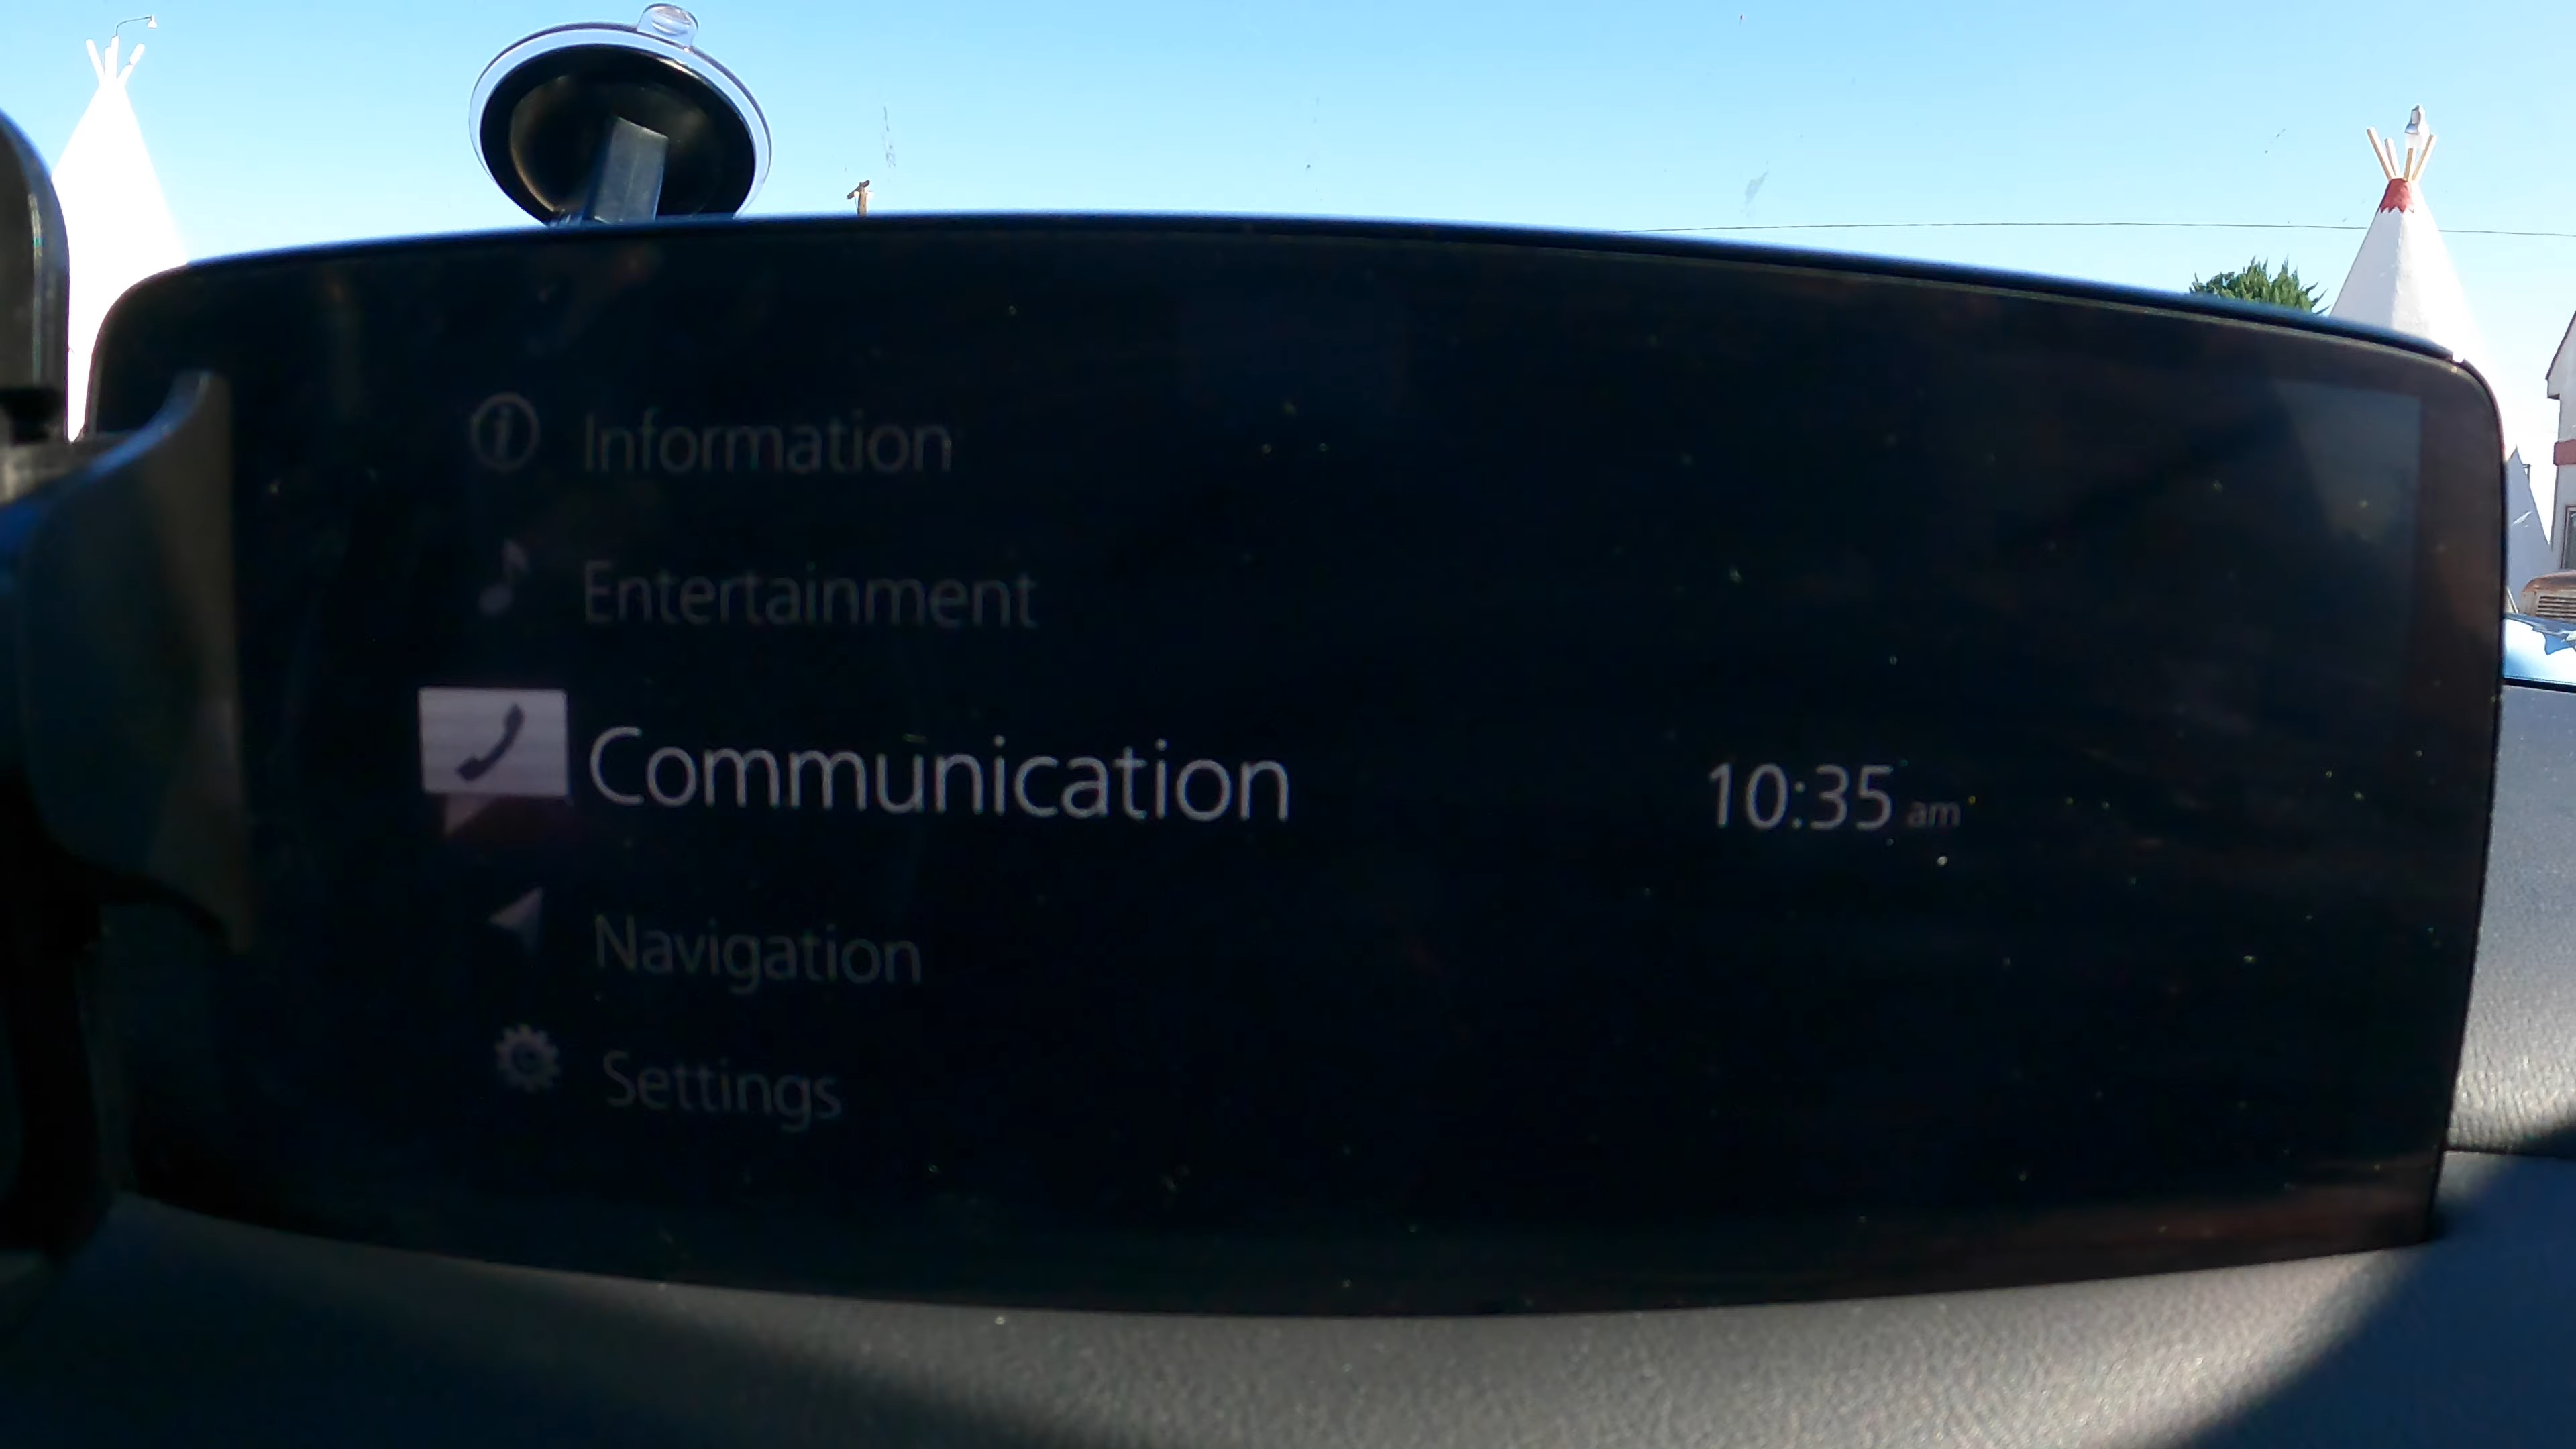 Information
Entertainment
Communication
10:35 am
Navigation
Settings